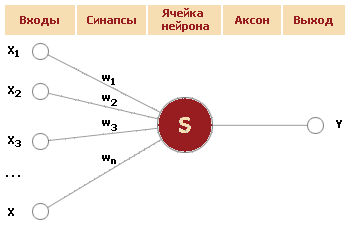 Входы Синапсы Ячейка нейрона Аксон Выход
X1
w1
X2
w2
w3
X3
S
Y
wn
...
X